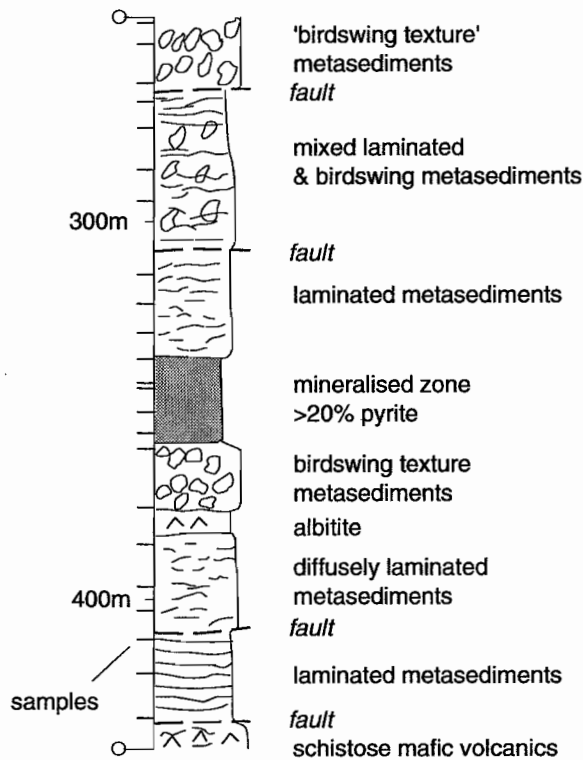 'birdswing texture'
metasediments
fault
mixed laminated
& birdswing metasediments
300m
fault
laminated metasediments
mineralised zone
>20% pyrite
birdswing texture
metasediments
albitite
diffusely laminated
metasediments
400m
fault
laminated metasediments
samples
fault
schistose mafic volcanics